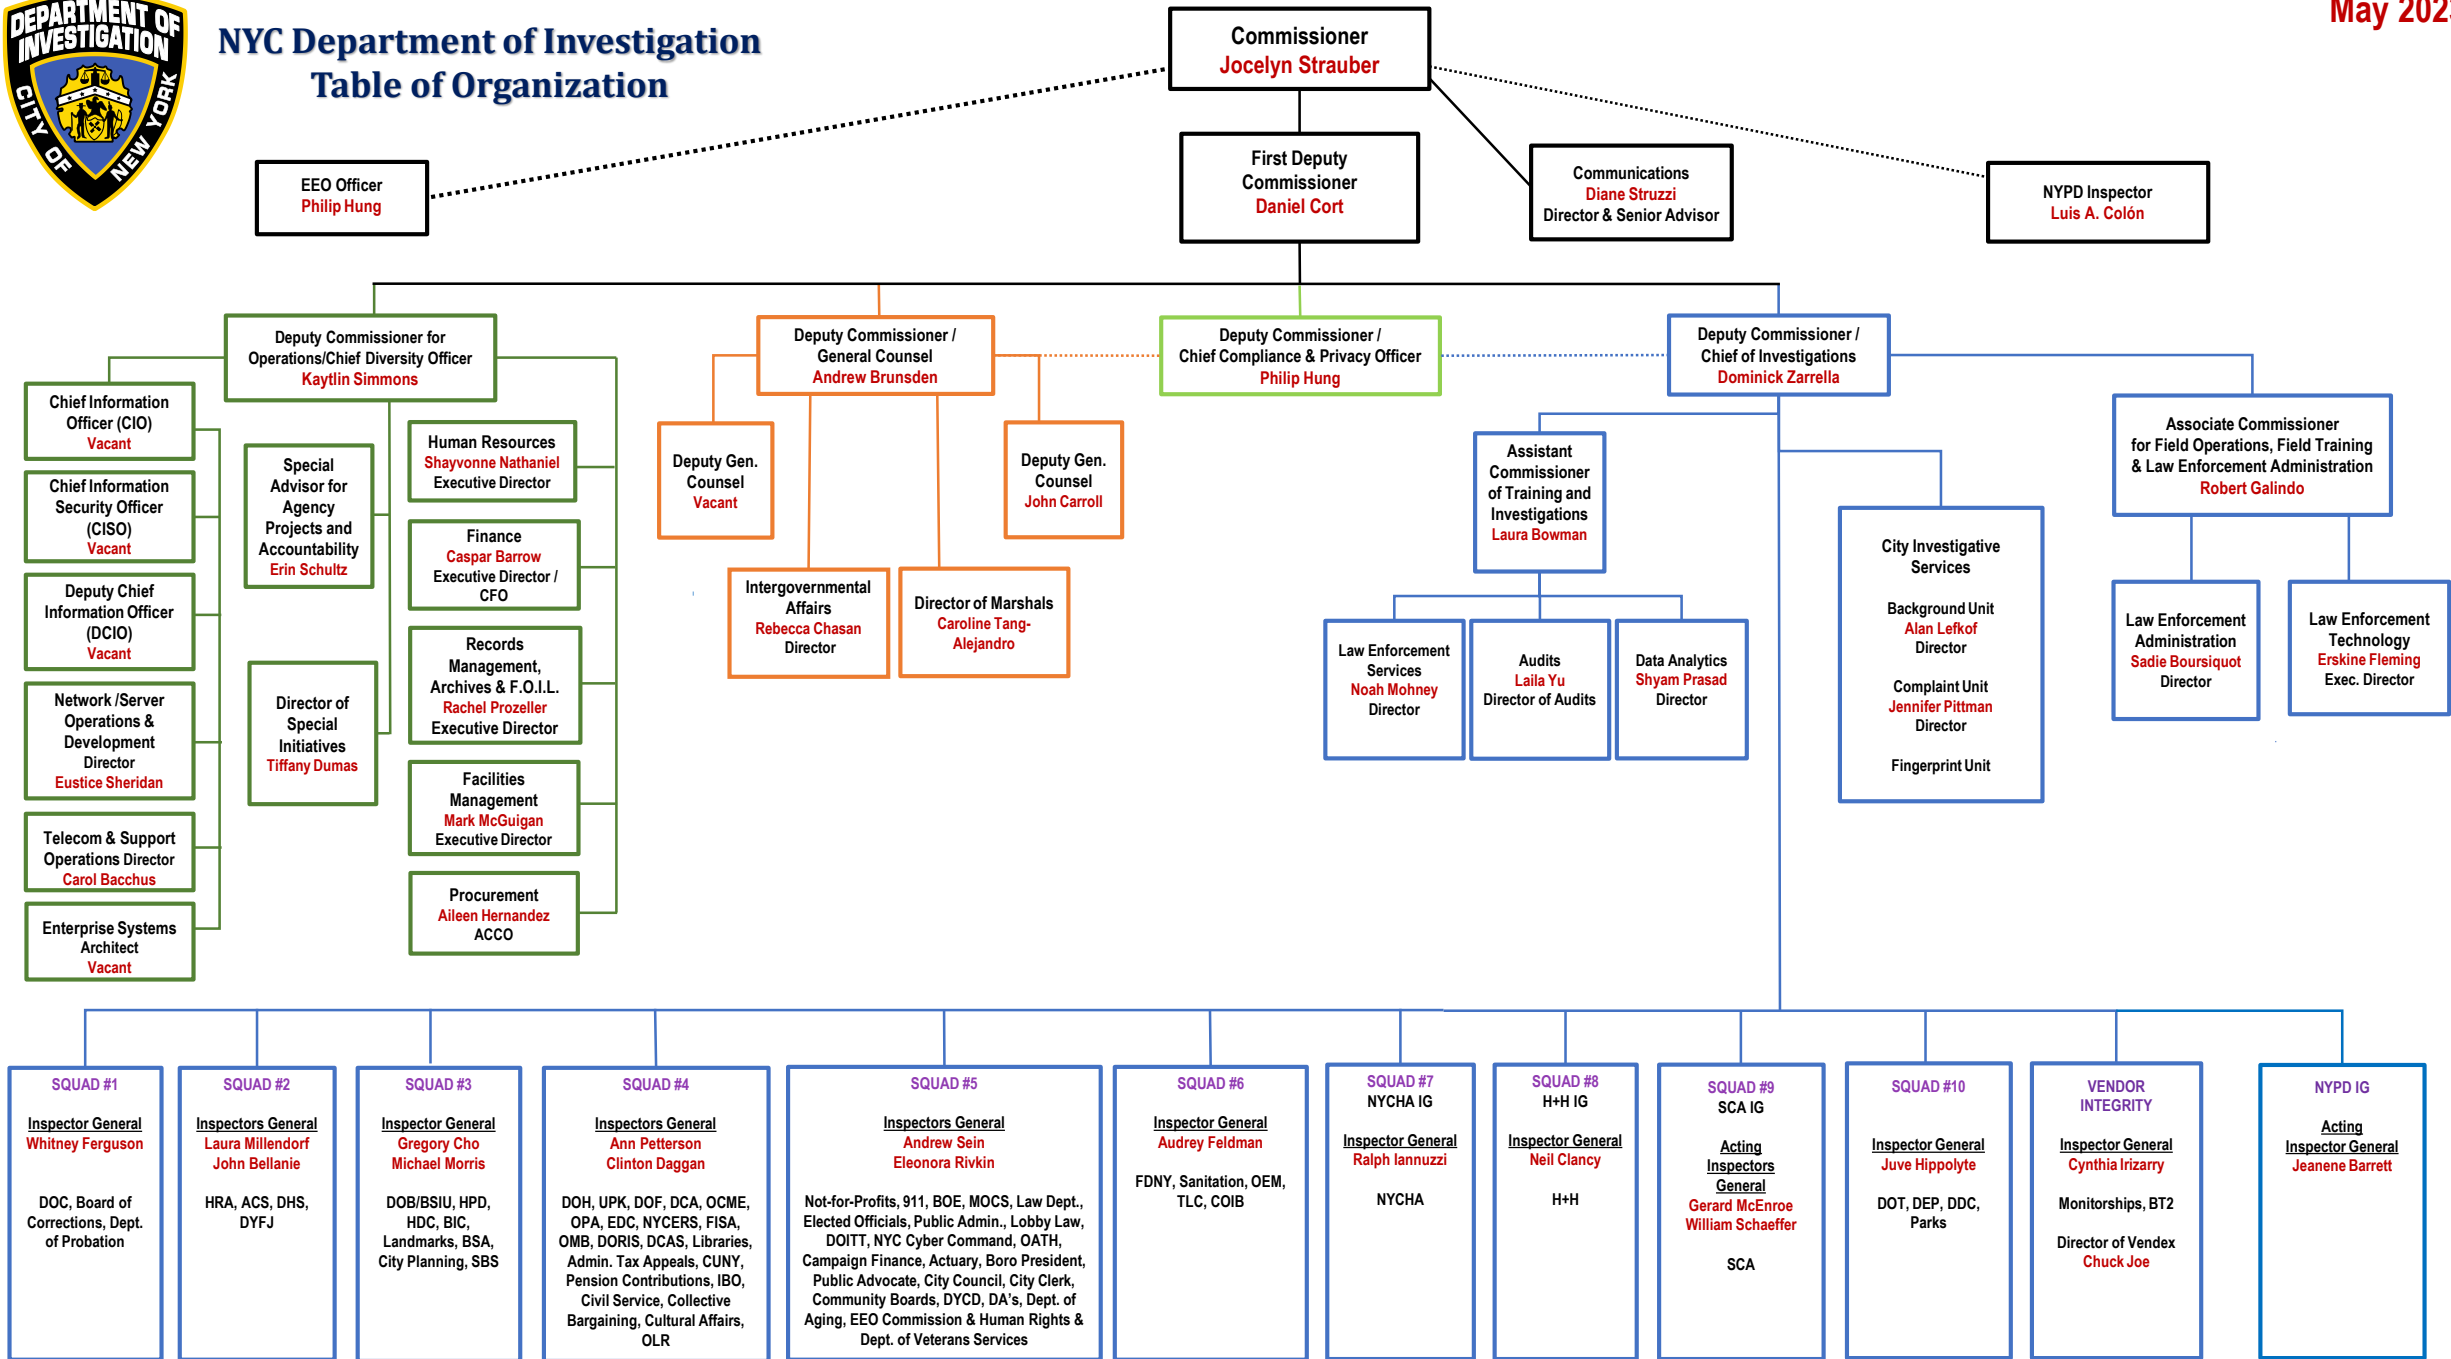 DEPARTMENT OF
INVESTIGATION
CITY OF
NEW YORK
NYC Department of Investigation
Table of Organization
Commissioner
Jocelyn Strauber
EEO Officer
Philip Hung
First Deputy
Commissioner
Daniel Cort
Communications
Diane Struzzi
Director & Senior Advisor
NYPD Inspector
Luis A. Colón
May
Deputy Commissioner for
Operations/Chief Diversity Officer
Kaytlin Simmons
Deputy Commissioner /
General Counsel
Andrew Brunsden
Deputy Commissioner /
Chief Compliance & Privacy Officer
Philip Hung
Deputy Commissioner /
Chief of Investigations
Dominick Zarrella
Chief Information
Officer (CIO)
Vacant
Chief Information
Security Officer
(CISO)
Vacant
Deputy Chief
Information Officer
(DCIO)
Vacant
Network /Server
Operations &
Development
Director
Eustice Sheridan
Telecom & Support
Operations Director
Carol Bacchus
Enterprise Systems
Architect
Vacant
Special
Advisor for
Agency
Projects and
Accountability
Erin Schultz
Director of
Special
Initiatives
Tiffany Dumas
Human Resources
Shayvonne Nathaniel
Executive Director
Finance
Caspar Barrow
Executive Director /
CFO
Records
Management,
Archives & F.O.I.L.
Rachel Prozeller
Executive Director
Facilities
Management
Mark McGuigan
Executive Director
Procurement
Aileen Hernandez
ACCO
Deputy Gen.
Counsel
Vacant
Deputy Gen.
Counsel
John Carroll
Intergovernmental
Affairs
Rebecca Chasan
Director
Director of Marshals
Caroline Tang-
Alejandro
Assistant
Commissioner
of Training and
Investigations
Laura Bowman
Law Enforcement
Services
Noah Mohney
Director
Audits
Laila Yu
Director of Audits
Data Analytics
Shyam Prasad
Director
City Investigative
Services
Background Unit
Alan Lefkof
Director
Complaint Unit
Jennifer Pittman
Director
Fingerprint Unit
Associate Commissioner
for Field Operations, Field Training
& Law Enforcement Administration
Robert Galindo
Law Enforcement
Administration
Sadie Boursiquot
Director
Law Enforcement
Technology
Erskine Fleming
Exec. Director
SQUAD #1
Inspector General
Whitney Ferguson
DOC, Board of
Corrections, Dept.
of Probation
SQUAD #2
Inspectors General
Laura Millendorf
John Bellanie
HRA, ACS, DHS,
DYFJ
SQUAD #3
Inspector General
Gregory Cho
Michael Morris
DOB/BSIU, HPD,
HDC, BIC,
Landmarks, BSA,
City Planning, SBS
SQUAD #4
Inspectors General
Ann Petterson
Clinton Daggan
DOH, UPK, DOF, DCA, OCME,
OPA, EDC, NYCERS, FISA,
OMB, DORIS, DCAS, Libraries,
Admin. Tax Appeals, CUNY,
Pension Contributions, IBO,
Civil Service, Collective
Bargaining, Cultural Affairs,
OLR
SQUAD #5
Inspectors General
Andrew Sein
Eleonora Rivkin
Not-for-Profits, 911, BOE, MOCS, Law Dept.,
Elected Officials, Public Admin., Lobby Law,
DOITT, NYC Cyber Command, OATH,
Campaign Finance, Actuary, Boro President,
Public Advocate, City Council, City Clerk,
Community Boards, DYCD, DA's, Dept. of
Aging, EEO Commission & Human Rights &
Dept. of Veterans Services
SQUAD #6
Inspector General
Audrey Feldman
FDNY, Sanitation, OEM,
TLC, COIB
SQUAD #7
NYCHA IG
Inspector General
Ralph Iannuzzi
NYCHA
SQUAD #8
H+H IG
Inspector General
Neil Clancy
H+H
SQUAD #9
SCA IG
Acting
Inspectors
General
Gerard McEnroe
William Schaeffer
SCA
SQUAD #10
Inspector General
Juve Hippolyte
DOT, DEP, DDC,
Parks
VENDOR
INTEGRITY
Inspector General
Cynthia Irizarry
Monitorships, BT2
Director of Vendex
Chuck Joe
NYPD IG
Acting
Inspector General
Jeanene Barrett